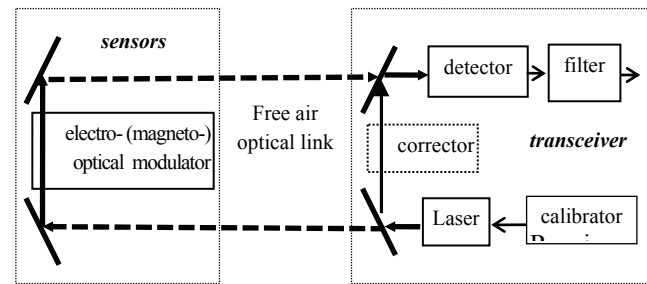 sensors
electro- (magneto-)
optical modulator
Free air
optical link
detector
filter
corrector
transceiver
Laser
calibrator